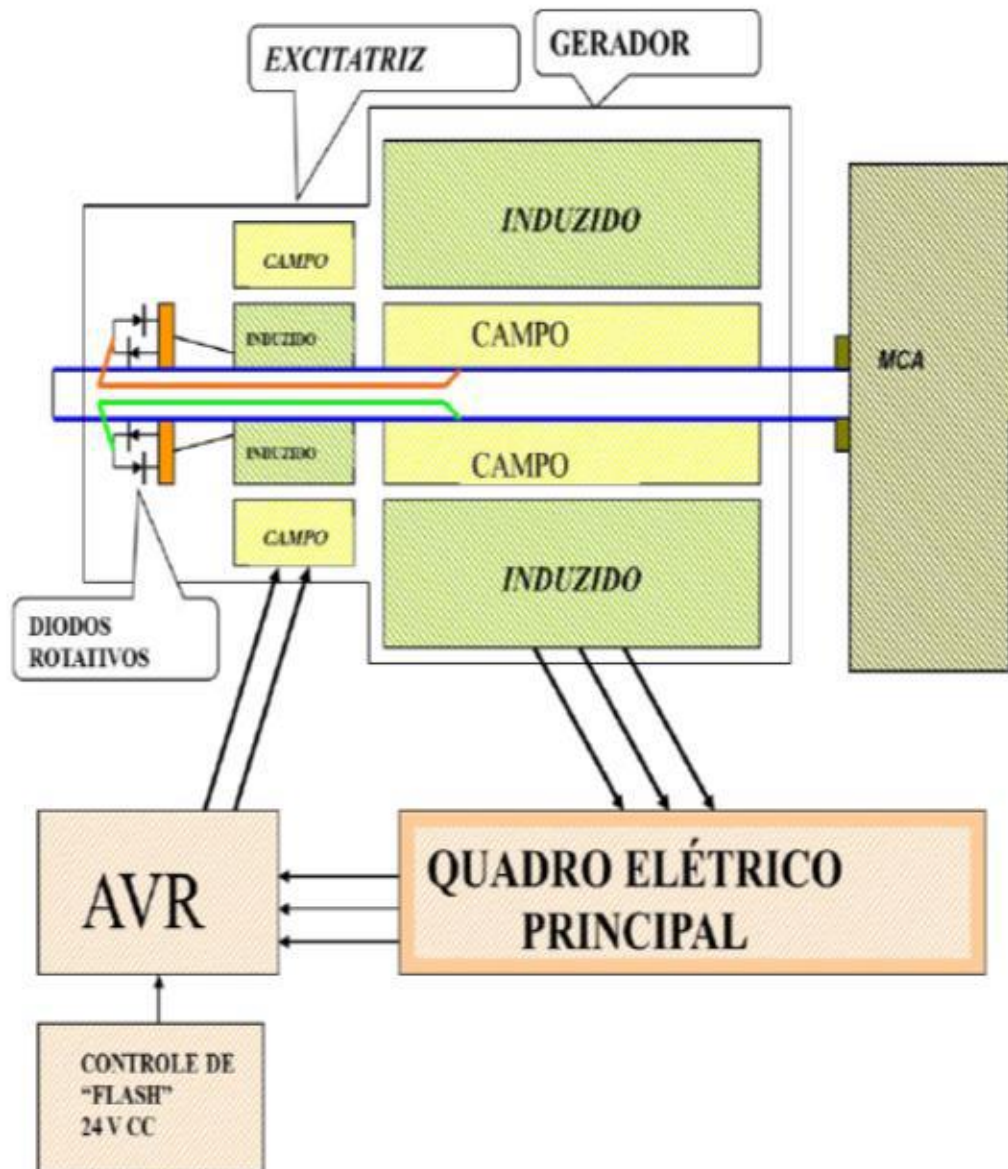 EXCITATRIZ
GERADOR
INDUZIDO
CAMPO
INDUZIDO
CAMPO
MCA
INDUZIDO
CAMPO
CAMPO
INDUZIDO
DIODOS
ROTATIVOS
AVR
QUADRO ELÉTRICO
PRINCIPAL
CONTROLE DE
“FLASH”
24 V CC